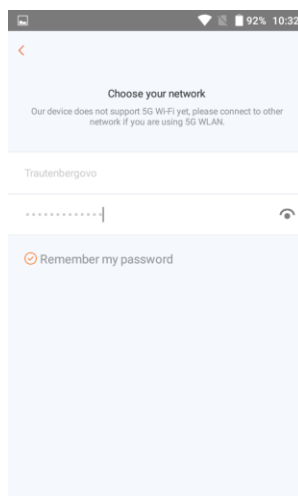 92% 10:32
Choose your network
Our device does not support 5G Wi-Fi yet, please connect to other
network if you are using 5G WLAN.
Trautenbergovo
Remember my password